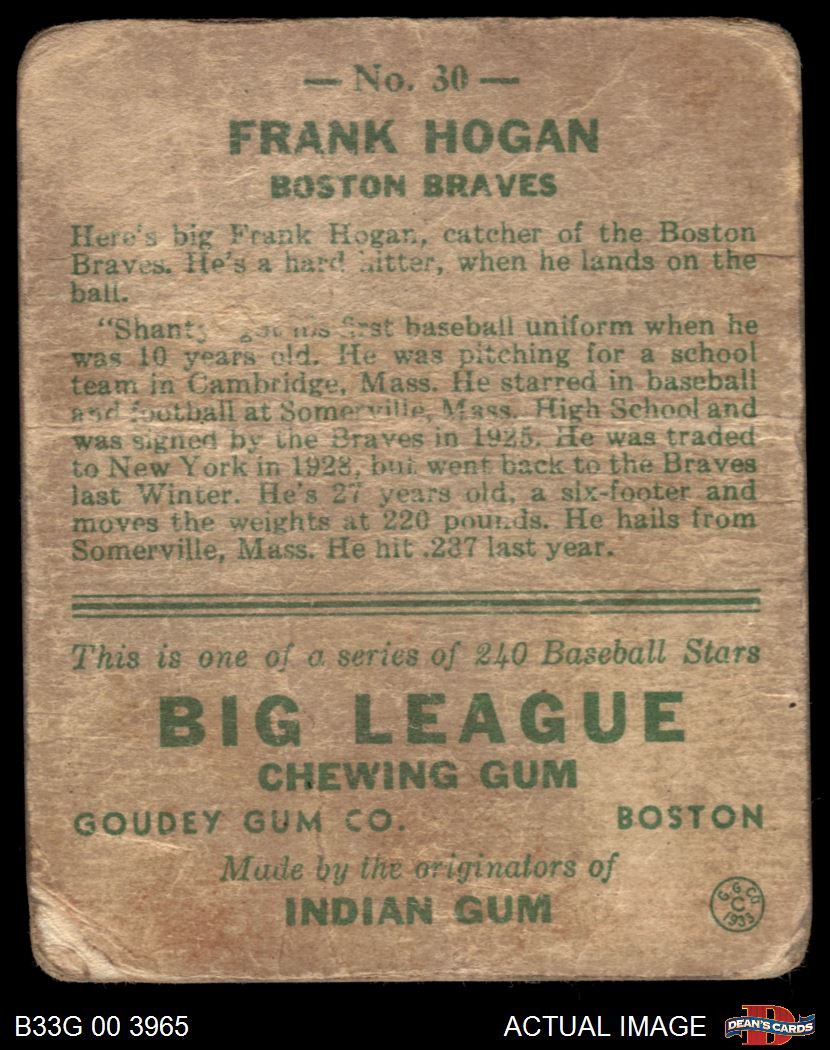 — No. 30 —
FRANK HOGAN
BOSTON BRAVES
Here's big Frank Hogan, catcher of the Boston
Braves. He's a hard hitter, when he lands on the
ball.
"Shanty got his first baseball uniform when he
was 10 years old. He was pitching for a school
team in Cambridge, Mass. He starred in baseball
and football at Somerville, Mass. High School and
was signed by the Braves in 1925. He was traded
to New York in 1928, but went back to the Braves
last Winter. He's 27 years old, a six-footer and
moves the weights at 220 pounds. He hails from
Somerville, Mass. He hit .237 last year.
This is one of a series of 240 Baseball Stars
BIG LEAGUE
CHEWING GUM
GOUDEY GUM CO. BOSTON
Made by the originators of
INDIAN GUM
G. G. CO.
C
1933
B33G 00 3965 ACTUAL IMAGE
D
DEAN'S CARDS